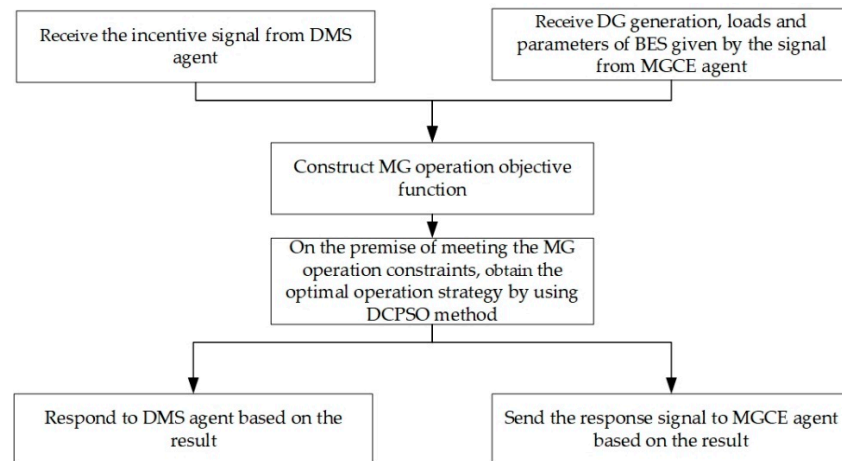 Receive the incentive signal from DMS
agent
Receive DG generation, loads and
parameters of BES given by the signal
from MGCE agent
Construct MG operation objective
function
On the premise of meeting the MG
operation constraints, obtain the
optimal operation strategy by using
DCPSO method
Respond to DMS agent based on the
result
Send the response signal to MGCE agent
based on the result